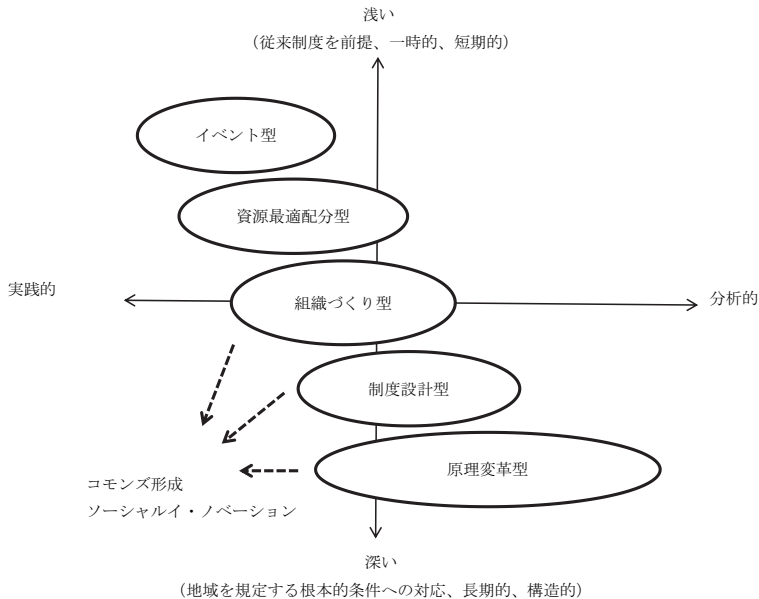 浅い
（従来制度を前提、一時的、短期的）
イベント型
資源最適配分型
実践的
組織づくり型
分析的
制度設計型
原理変革型
コモンズ形成
ソーシャルイ・ノベーション
深い
（地域を規定する根本的条件への対応、長期的、構造的）